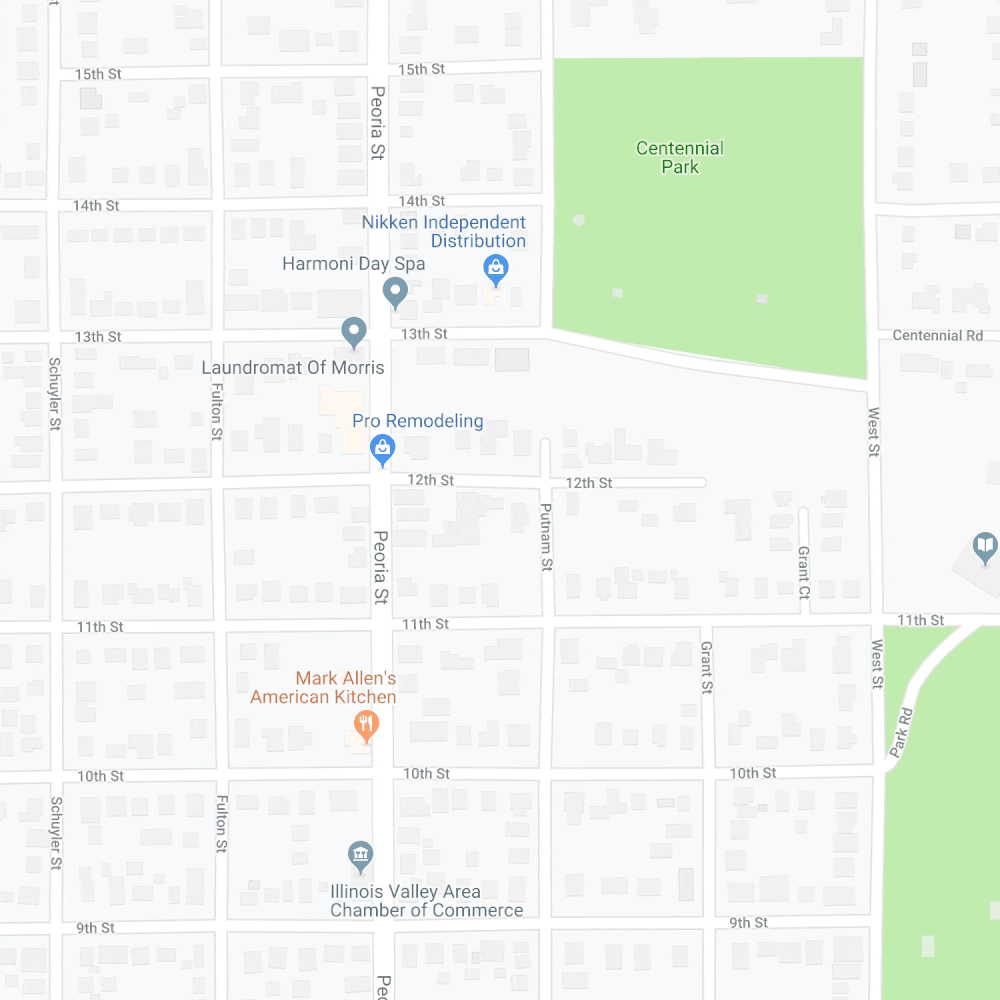 15th St
15th St
Peoria St
Centennial
Park
14th St
14th St
Nikken Independent
Distribution
Harmoni Day Spa
13th St
13th St
Centennial Rd
Laundromat Of Morris
Schuyler St
Fulton St
Pro Remodeling
West St
12th St
12th St
Putnam St
Peoria St
Grant Ct
11th St
11th St
11th St
Grant St
West St
Mark Allen's
American Kitchen
Park Rd
10th St
10th St
10th St
Schuyler St
Fulton St
Illinois Valley Area
Chamber of Commerce
9th St
9th St